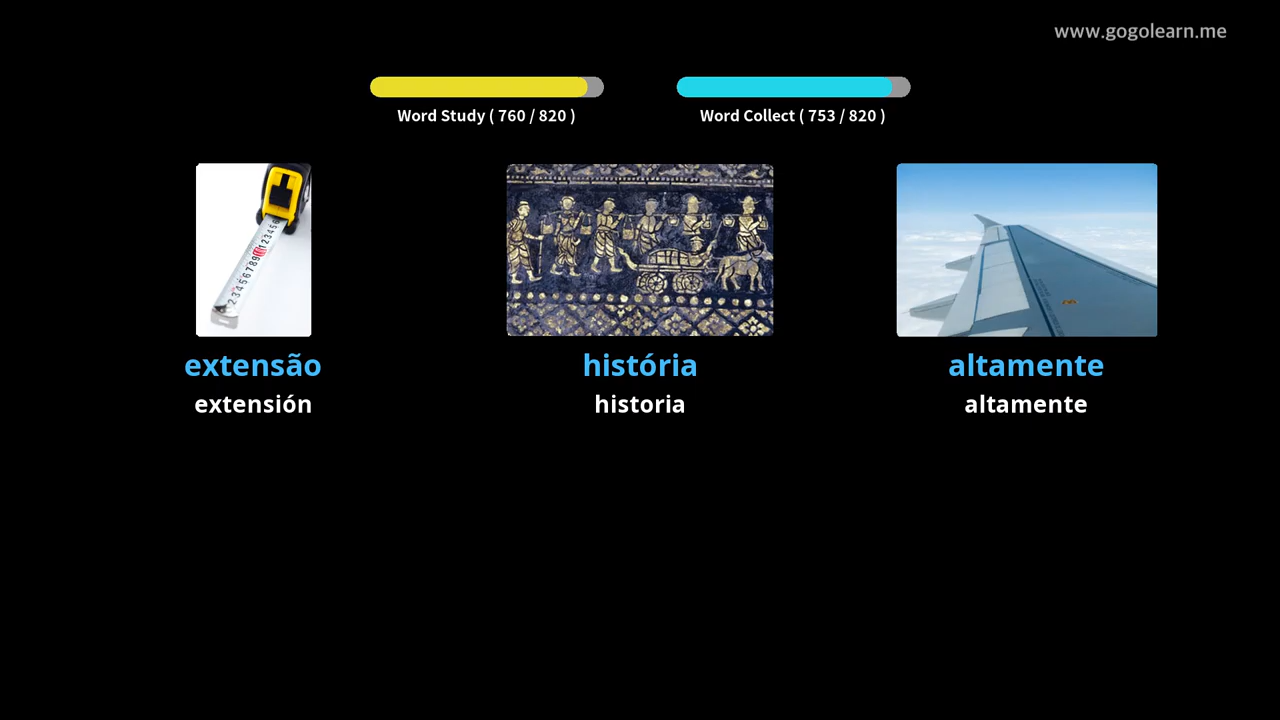 www.gogolearn.me
Word Study ( 760 / 820 )
Word Collect ( 753 / 820 )
extensão
extensión
história
historia
altamente
altamente